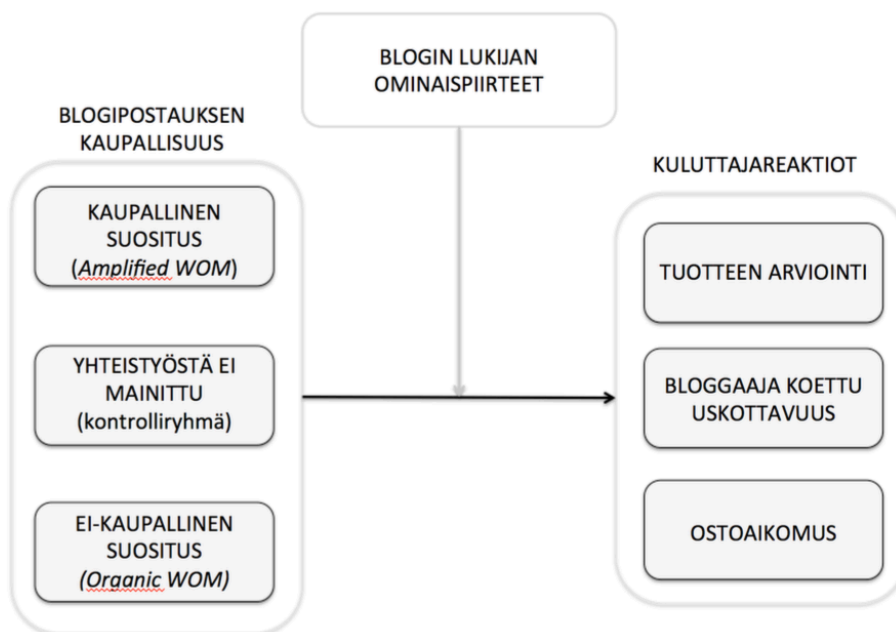 BLOGIN LUKIJAN
OMINAISPIIRTEET
BLOGIPOSTAUKSEN
KAUPALLISUUS
KAUPALLINEN
SUOSITUS
(Amplified WOM)
YHTEISTYÖSTÄ EI
MAINITTU
(kontrolliryhmä)
EI-KAUPALLINEN
SUOSITUS
(Organic WOM)
KULUTTAJAREAKTIOT
TUOTTEEN ARVIOINTI
BLOGGAAJA KOETTU
USKOTTAVUUS
OSTOAIKOMUS